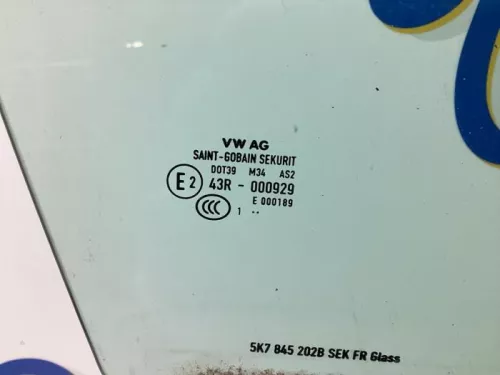 VW AG
SAINT-GOBAIN SEKURIT
DOT39 M34 AS2
E2 43R - 000929
E 000189
CCC 1 ..
5K7 845 202B SEK FR Glass